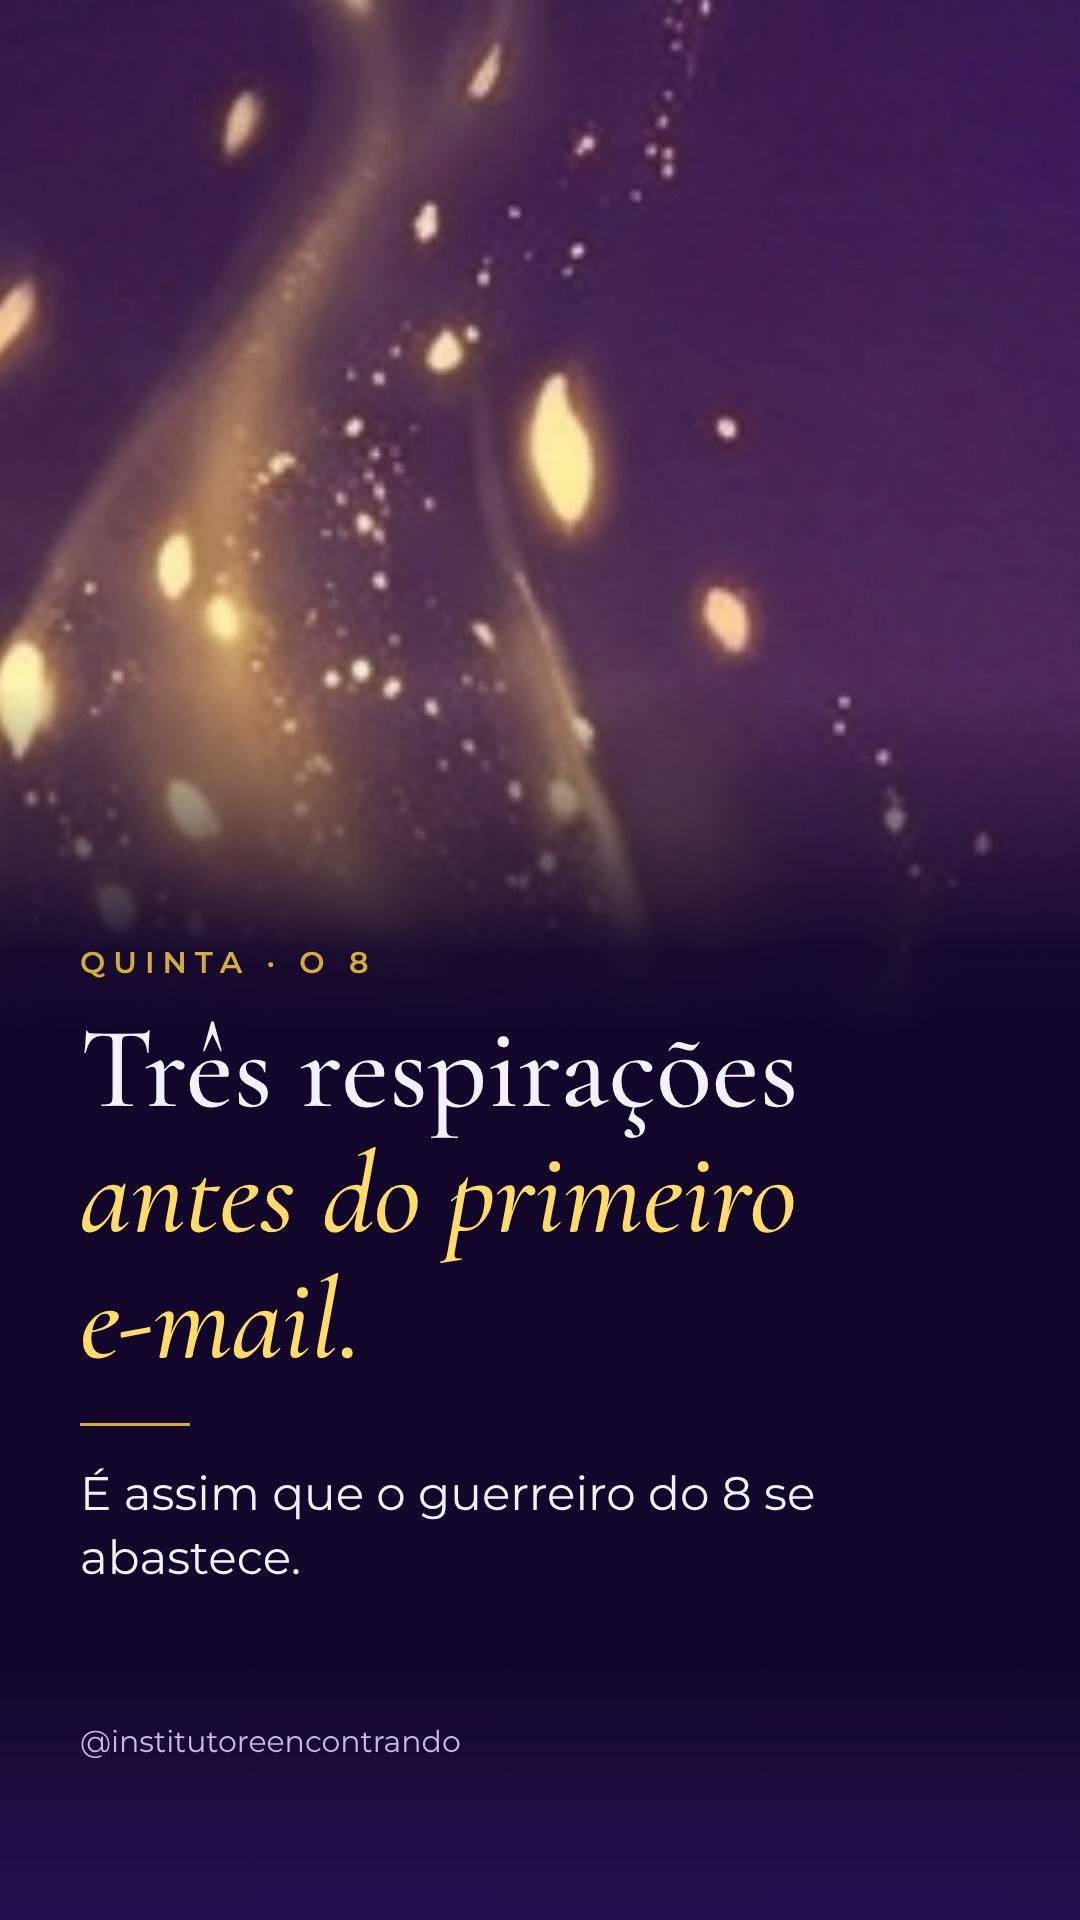 QUINTA · O 8
Três respirações
antes do primeiro
e-mail.
É assim que o guerreiro do 8 se
abastece.
@institutoreencontrando